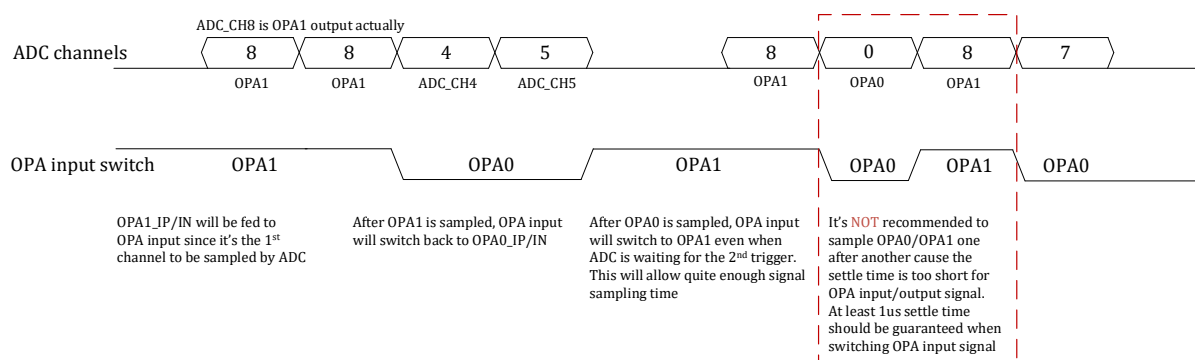 ADC_CH8 is OPA1 output actually
ADC channels
8 8 4 5 8 0 8 7
OPA1 OPA1 ADC_CH4 ADC_CH5 OPA1 OPA0 OPA1
OPA input switch
OPA1 OPA0 OPA1 OPA0 OPA1 OPA0
OPA1_IP/IN will be fed to
OPA input since it's the 1st
channel to be sampled by ADC
After OPA1 is sampled, OPA input
will switch back to OPA0_IP/IN
After OPA0 is sampled, OPA input
will switch to OPA1 even when
ADC is waiting for the 2nd trigger.
This will allow quite enough signal
sampling time
It's NOT recommended to
sample OPA0/OPA1 one
after another cause the
settle time is too short for
OPA input/output signal.
At least 1us settle time
should be guaranteed when
switching OPA input signal